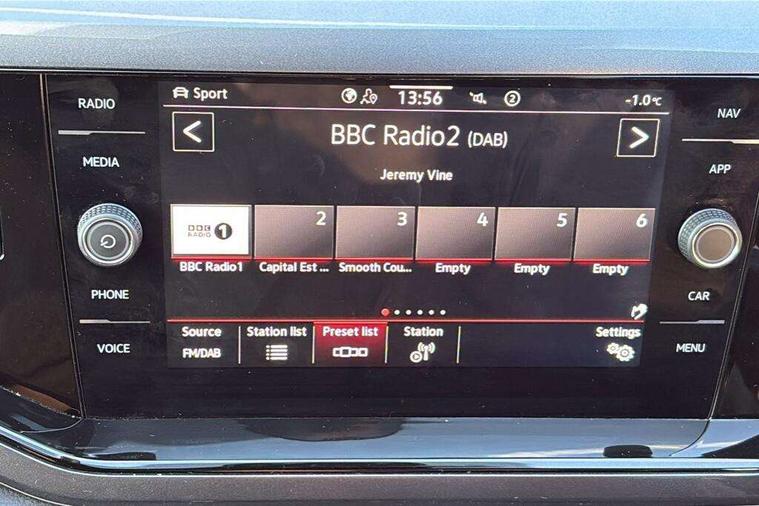 RADIO
MEDIA
PHONE
VOICE
Sport
13:56
2
-1.0°C
BBC Radio2 (DAB)
Jeremy Vine
BBC RADIO 1
2
3
4
5
6
BBC Radio1
Capital Est ...
Smooth Cou...
Empty
Empty
Empty
Source
Station list
Preset list
Station
Settings
FM/DAB
NAV
APP
CAR
MENU